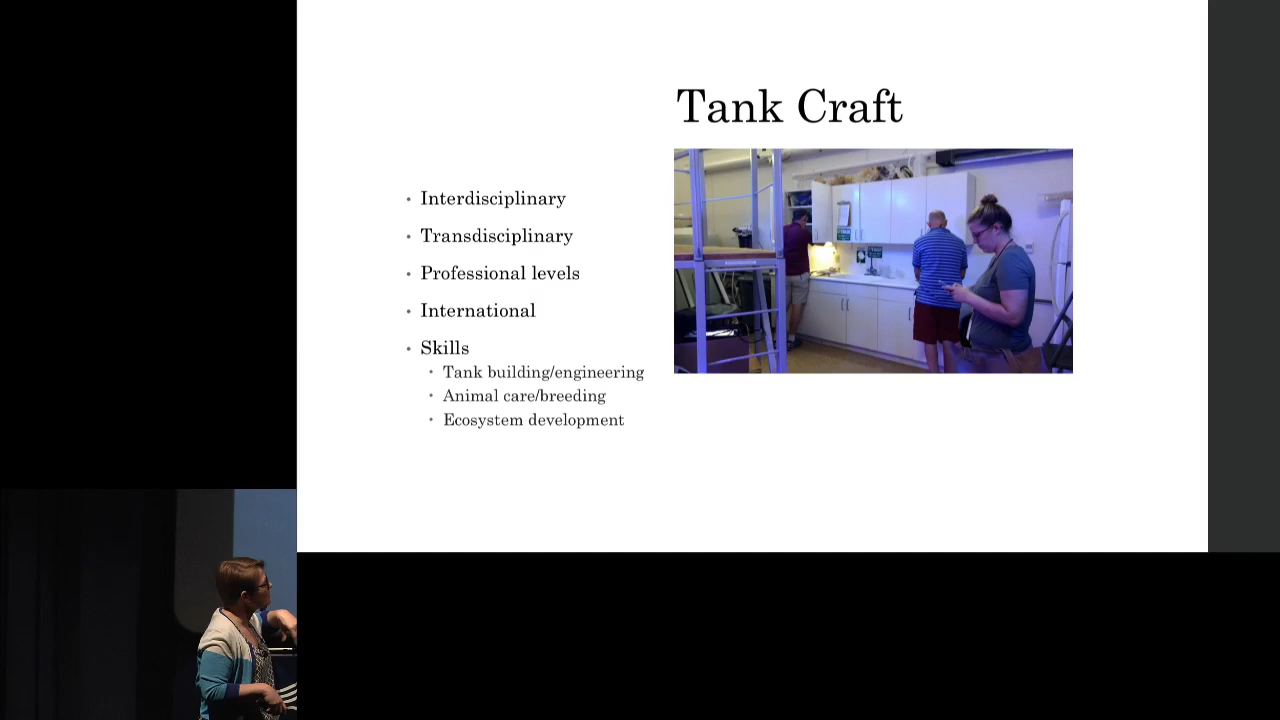 Tank Craft
• Interdisciplinary
• Transdisciplinary
• Professional levels
• International
• Skills
• Tank building/engineering
• Animal care/breeding
• Ecosystem development